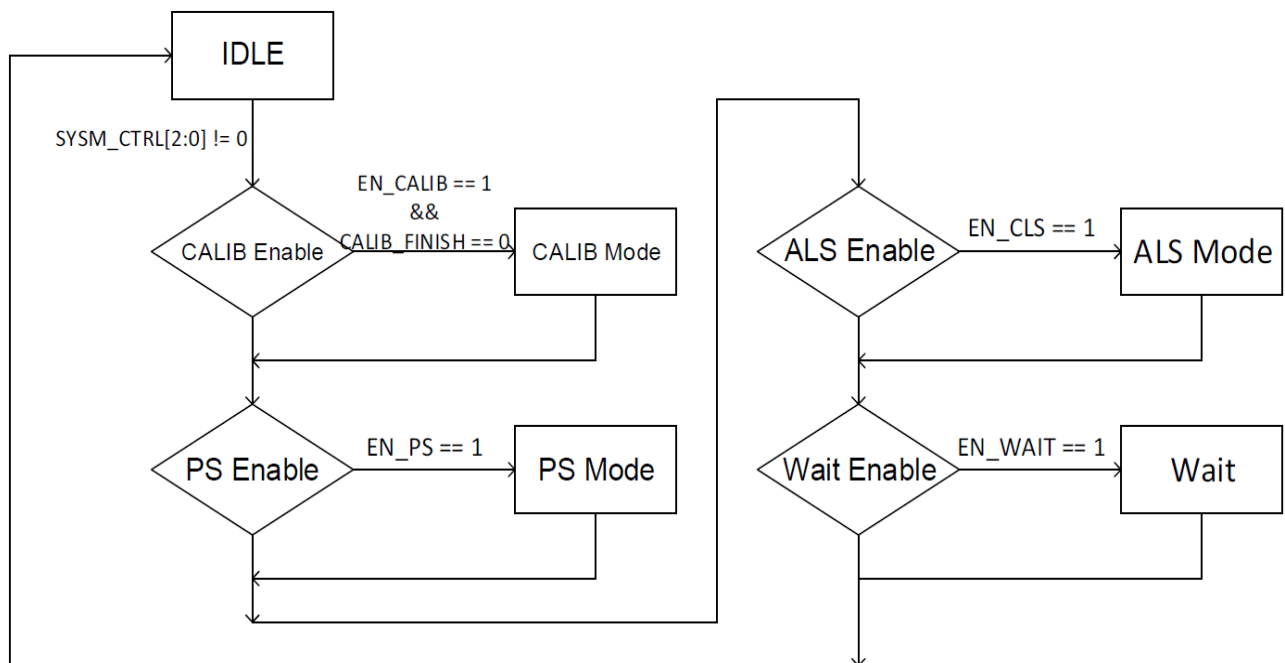 IDLE
SYSM_CTRL[2:0] != 0
CALIB Enable
EN_CALIB == 1
&&
CALIB_FINISH == 0
CALIB Mode
PS Enable
EN_PS == 1
PS Mode
ALS Enable
EN_CLS == 1
ALS Mode
Wait Enable
EN_WAIT == 1
Wait